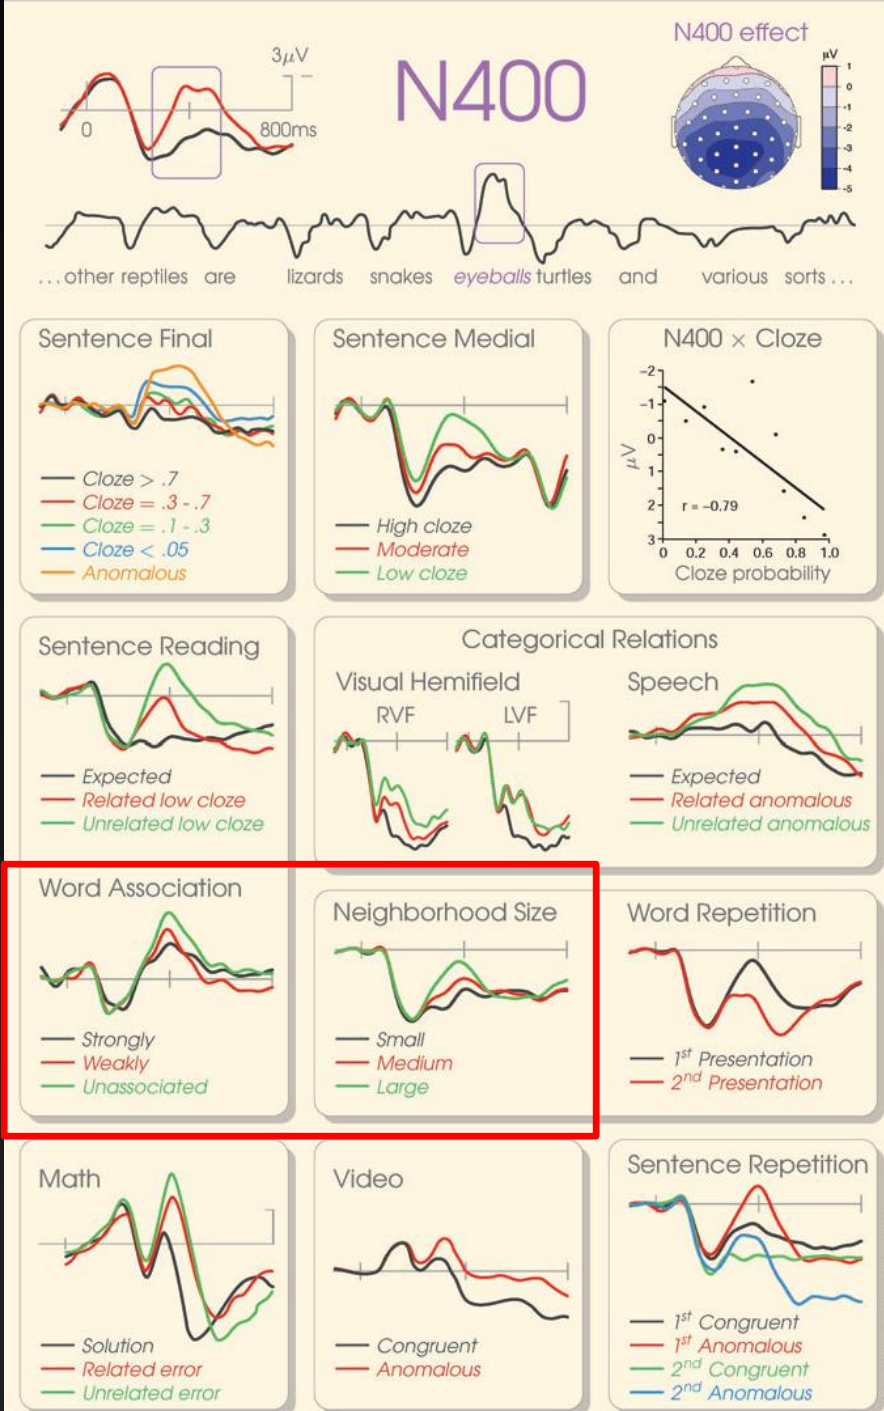 N400
3μV
0
800ms
N400 effect
μV
1
0
-1
-2
-3
-4
-5
...other reptiles are lizards snakes eyeballs turtles and various sorts ...
Sentence Final
Cloze > .7
Cloze = .3 - .7
Cloze = .1 - .3
Cloze < .05
Anomalous
Sentence Medial
High cloze
Moderate
Low cloze
N400 × Cloze
−2
−1
0
1
2
3
μV
r = −0.79
0 0.2 0.4 0.6 0.8 1.0
Cloze probability
Sentence Reading
Expected
Related low cloze
Unrelated low cloze
Categorical Relations
Visual Hemifield
RVF
LVF
Speech
Expected
Related anomalous
Unrelated anomalous
Word Association
Strongly
Weakly
Unassociated
Neighborhood Size
Small
Medium
Large
Word Repetition
1st Presentation
2nd Presentation
Math
Solution
Related error
Unrelated error
Video
Congruent
Anomalous
Sentence Repetition
1st Congruent
1st Anomalous
2nd Congruent
2nd Anomalous